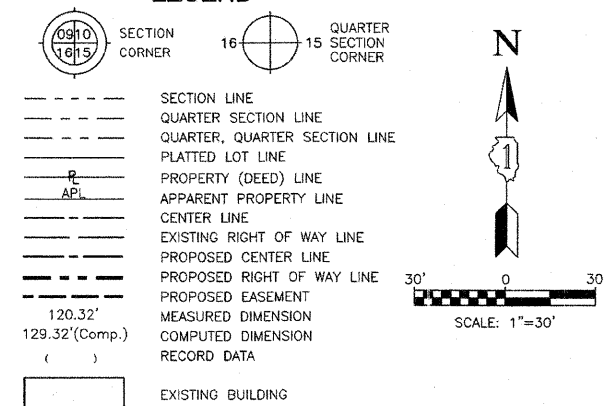 LEGEND
0910 SECTION
1615 CORNER
16 15 QUARTER
SECTION
CORNER
N
1
SECTION LINE
QUARTER SECTION LINE
QUARTER, QUARTER SECTION LINE
PLATTED LOT LINE
PL PROPERTY (DEED) LINE
APL APPARENT PROPERTY LINE
CENTER LINE
EXISTING RIGHT OF WAY LINE
PROPOSED CENTER LINE
PROPOSED RIGHT OF WAY LINE
PROPOSED EASEMENT
120.32' MEASURED DIMENSION
129.32'(Comp.) COMPUTED DIMENSION
( ) RECORD DATA
EXISTING BUILDING
30' 0 30
SCALE: 1"=30'